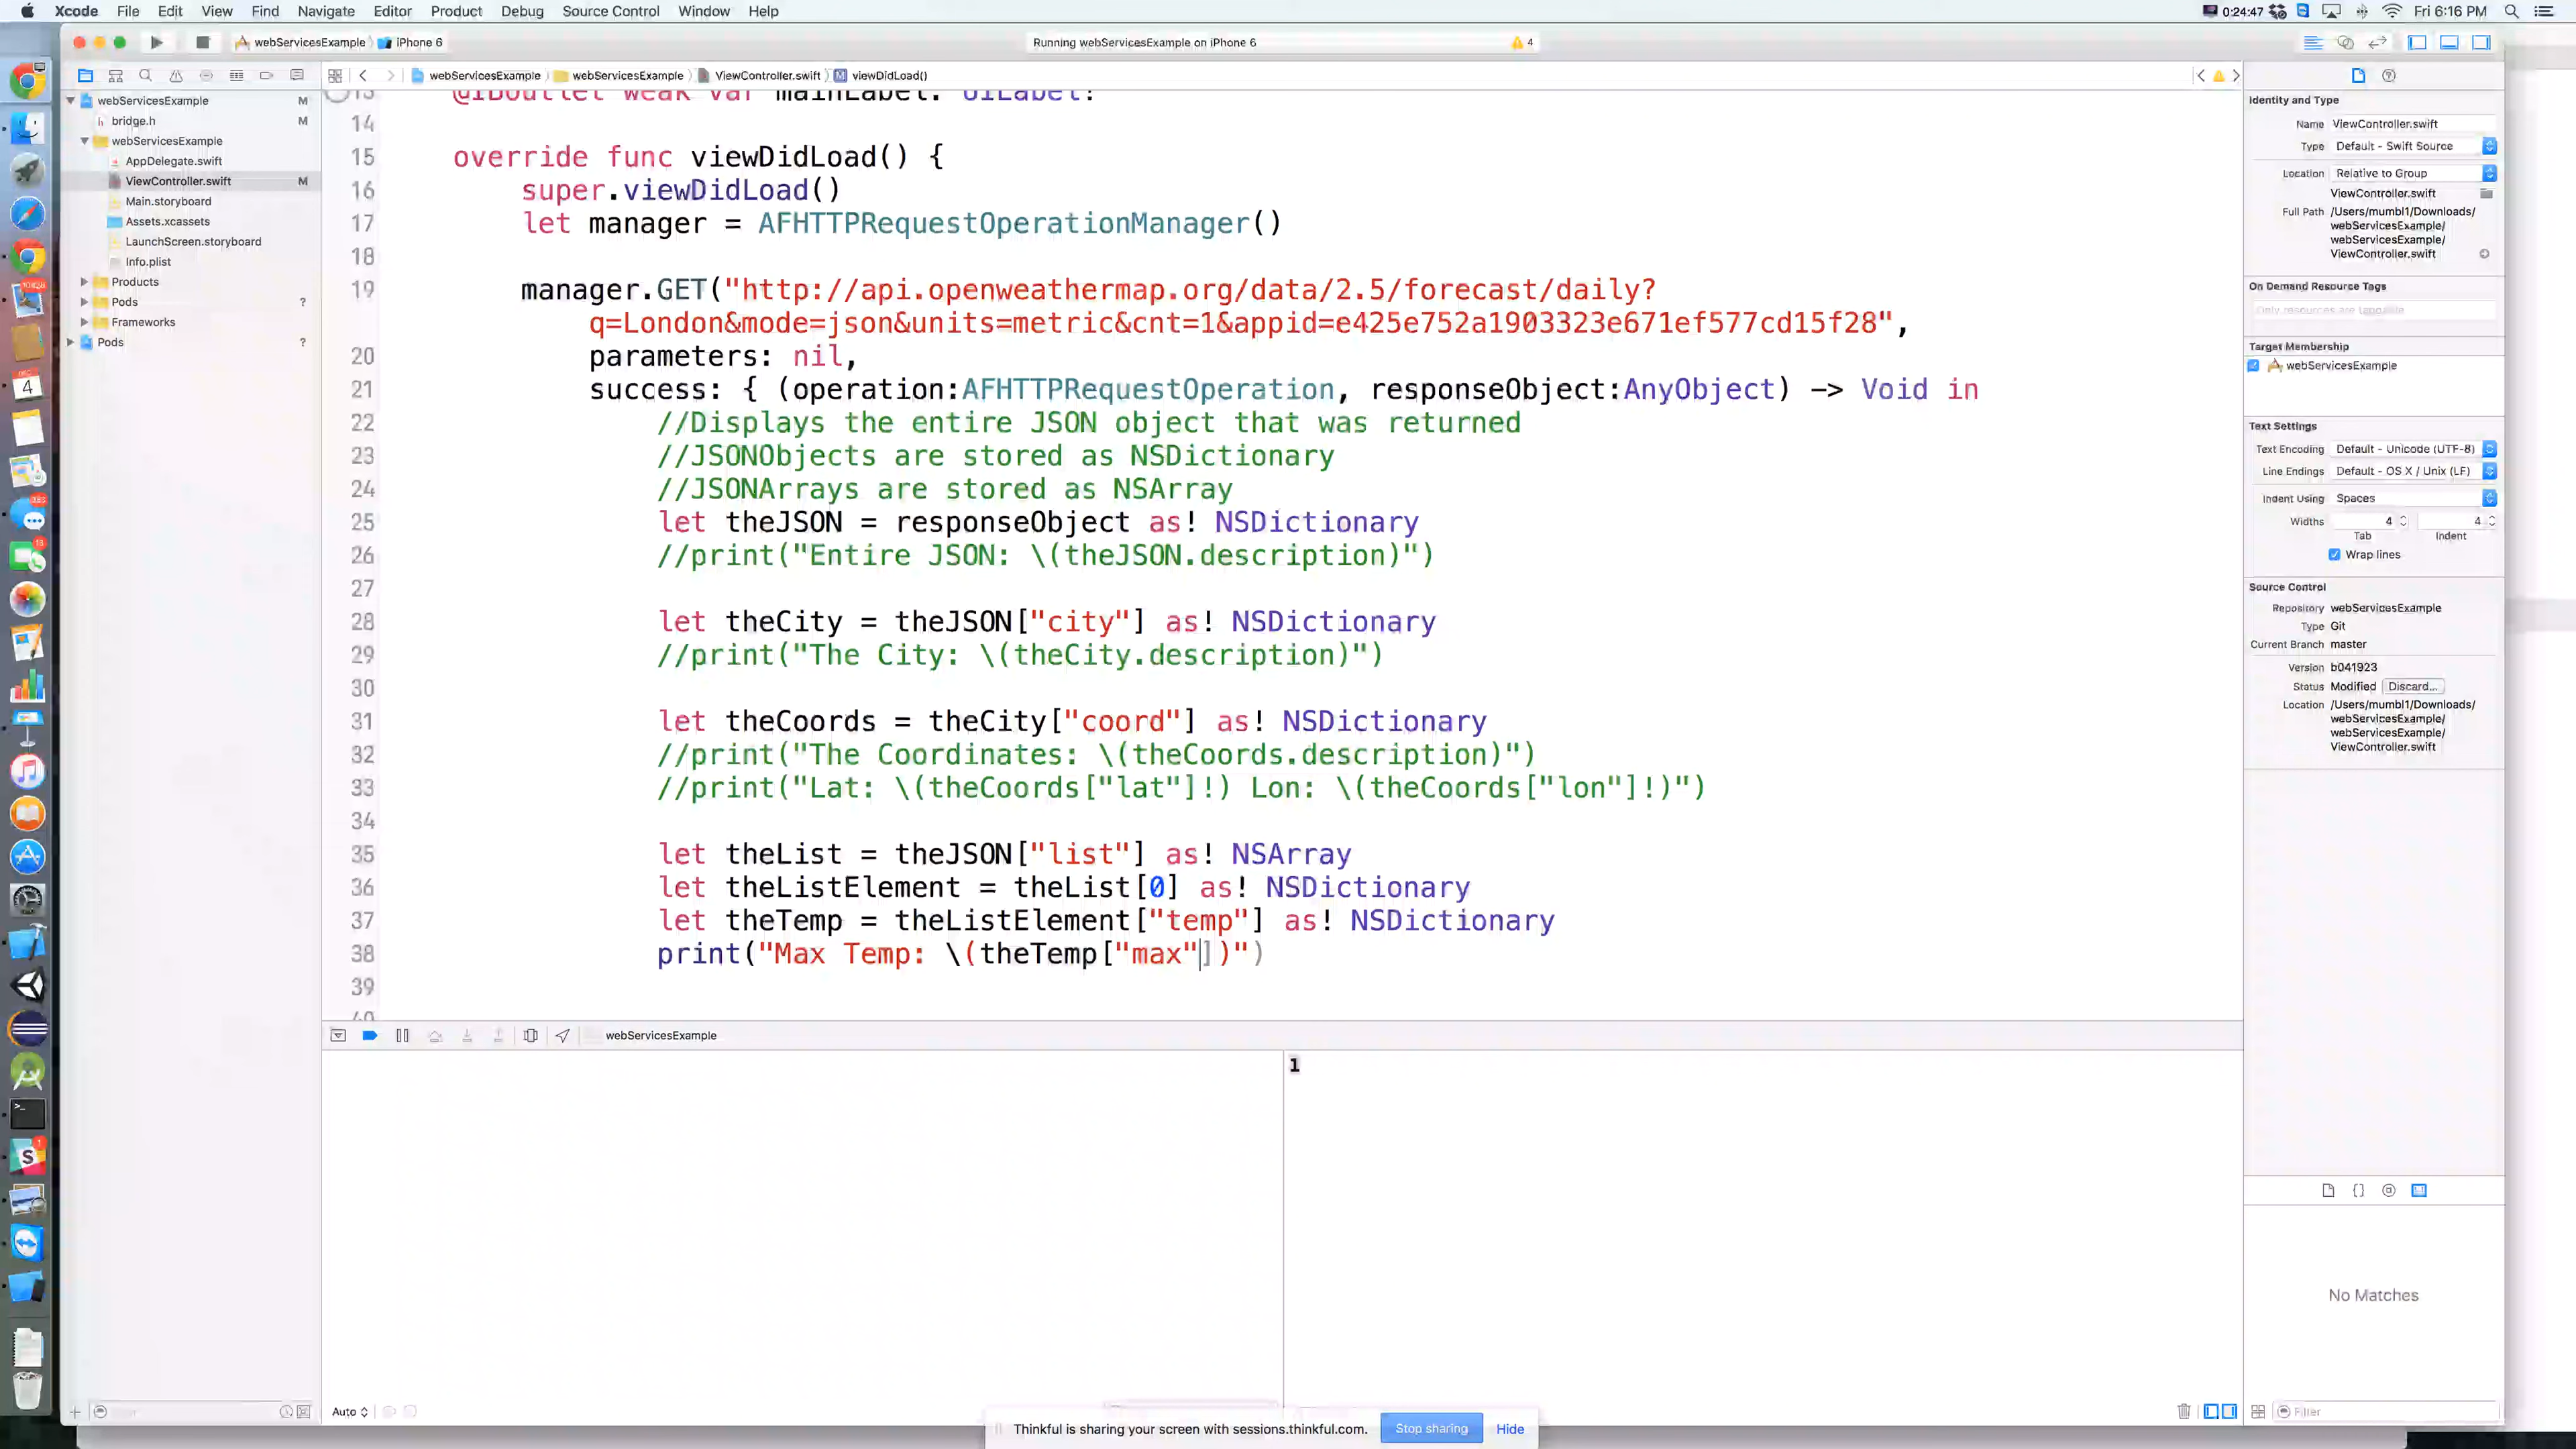 Xcode File Edit View Find Navigate Editor Product Debug Source Control Window Help
0:24:47 Fri 6:16 PM
webServicesExample iPhone 6
Running webServicesExample on iPhone 6
4
webServicesExample webServicesExample ViewController.swift viewDidLoad()
webServicesExample M
bridge.h M
webServicesExample
AppDelegate.swift
ViewController.swift M
Main.storyboard
Assets.xcassets
LaunchScreen.storyboard
Info.plist
Products
Pods ?
Frameworks
Pods ?
13 @IBOutlet weak var mainLabel: UILabel!
14
15 override func viewDidLoad() {
16 super.viewDidLoad()
17 let manager = AFHTTPRequestOperationManager()
18
19 manager.GET("http://api.openweathermap.org/data/2.5/forecast/daily?
q=London&mode=json&units=metric&cnt=1&appid=e425e752a1903323e671ef577cd15f28",
20 parameters: nil,
21 success: { (operation:AFHTTPRequestOperation, responseObject:AnyObject) -> Void in
22 //Displays the entire JSON object that was returned
23 //JSONObjects are stored as NSDictionary
24 //JSONArrays are stored as NSArray
25 let theJSON = responseObject as! NSDictionary
26 //print("Entire JSON: \(theJSON.description)")
27
28 let theCity = theJSON["city"] as! NSDictionary
29 //print("The City: \(theCity.description)")
30
31 let theCoords = theCity["coord"] as! NSDictionary
32 //print("The Coordinates: \(theCoords.description)")
33 //print("Lat: \(theCoords["lat"]!) Lon: \(theCoords["lon"]!)")
34
35 let theList = theJSON["list"] as! NSArray
36 let theListElement = theList[0] as! NSDictionary
37 let theTemp = theListElement["temp"] as! NSDictionary
38 print("Max Temp: \(theTemp["max"])")
39
40
webServicesExample
1
Auto
Identity and Type
Name ViewController.swift
Type Default - Swift Source
Location Relative to Group
ViewController.swift
Full Path /Users/mumbl1/Downloads/
webServicesExample/
webServicesExample/
ViewController.swift
On Demand Resource Tags
Only resources are taggable
Target Membership
webServicesExample
Text Settings
Text Encoding Default - Unicode (UTF-8)
Line Endings Default - OS X / Unix (LF)
Indent Using Spaces
Widths 4 4
Tab Indent
Wrap lines
Source Control
Repository webServicesExample
Type Git
Current Branch master
Version b041923
Status Modified Discard...
Location /Users/mumbl1/Downloads/
webServicesExample/
webServicesExample/
ViewController.swift
No Matches
Filter
Thinkful is sharing your screen with sessions.thinkful.com. Stop sharing Hide